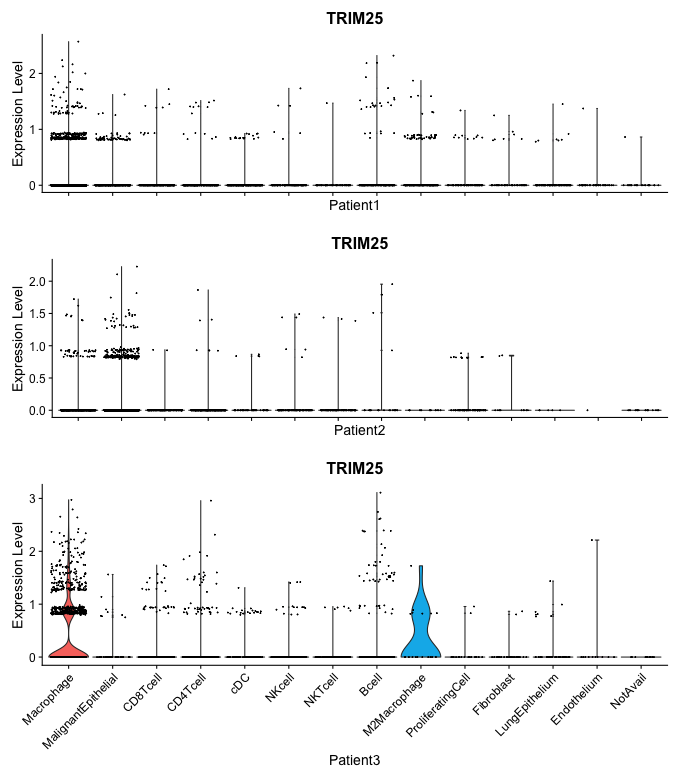 TRIM25
Expression Level
2
1
0
Patient1
TRIM25
Expression Level
2.0
1.5
1.0
0.5
0.0
Patient2
TRIM25
Expression Level
3
2
1
0
Macrophage
MalignantEpithelial
CD8Tcell
CD4Tcell
cDC
NKcell
NKTcell
Bcell
M2Macrophage
ProliferatingCell
Fibroblast
LungEpithelium
Endothelium
NotAvail
Patient3